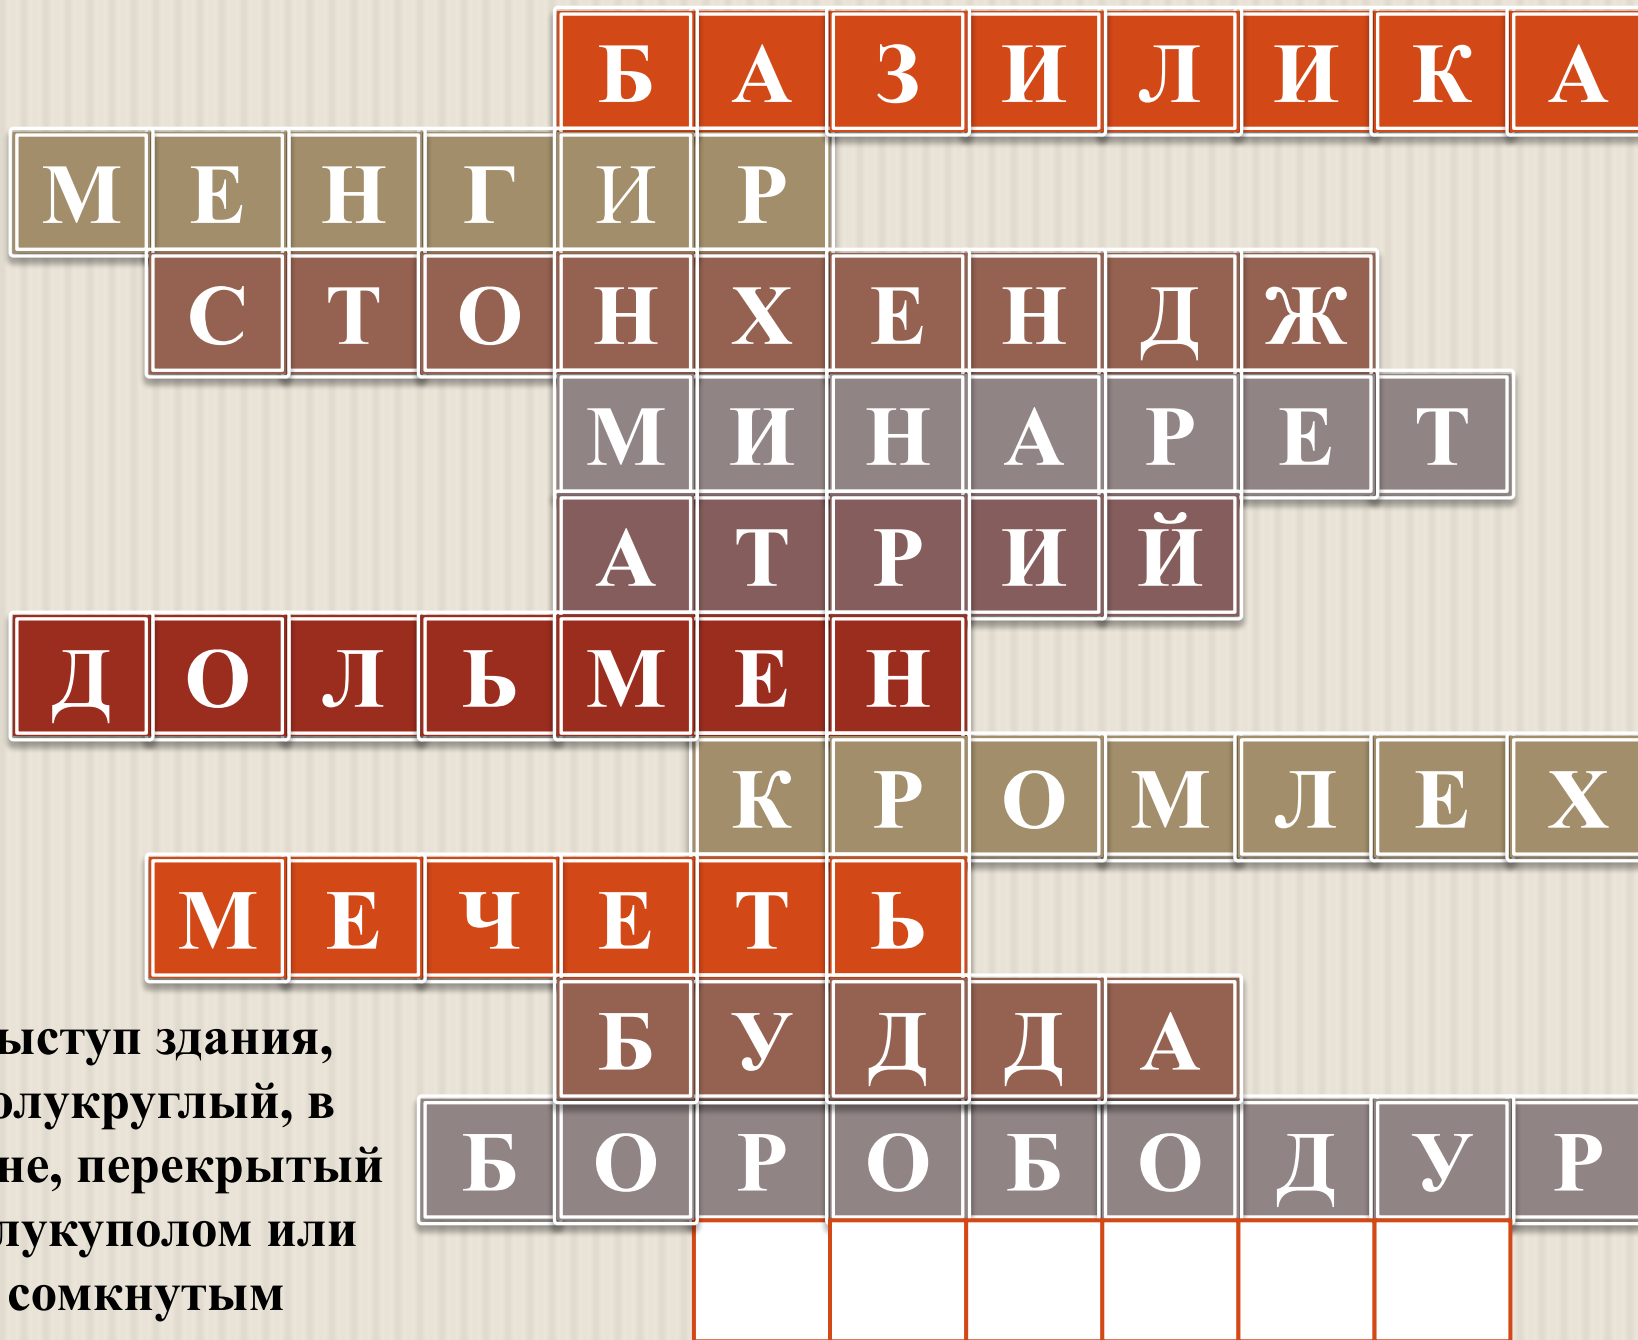 БАЗИЛИКА
МЕНГИР
СТОНХЕНДЖ
МИНАРЕТ
АТРИЙ
ДОЛЬМЕН
КРОМЛЕХ
МЕЧЕТЬ
БУДДА
БОРОБОДУР
ыступ здания,
олукруглый, в
не, перекрытый
лукуполом или
сомкнутым